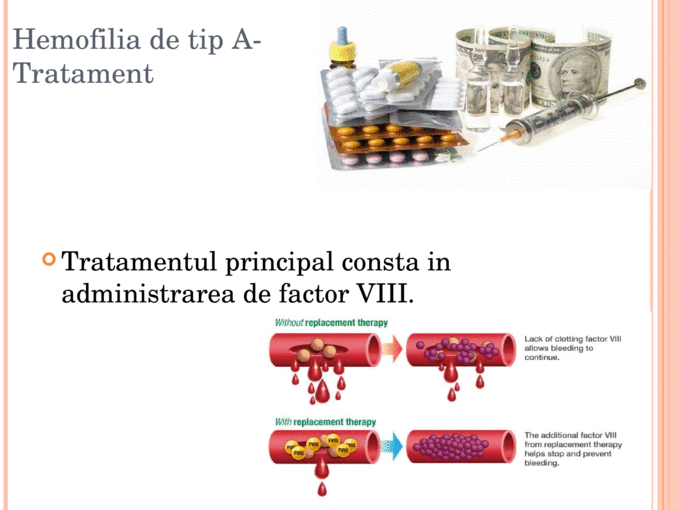 Hemofilia de tip A-
Tratament
Tratamentul principal consta in
administrarea de factor VIII.
Without replacement therapy
Lack of clotting factor VIII
allows bleeding to
continue.
With replacement therapy
The additional factor VIII
from replacement therapy
helps stop and prevent
bleeding.